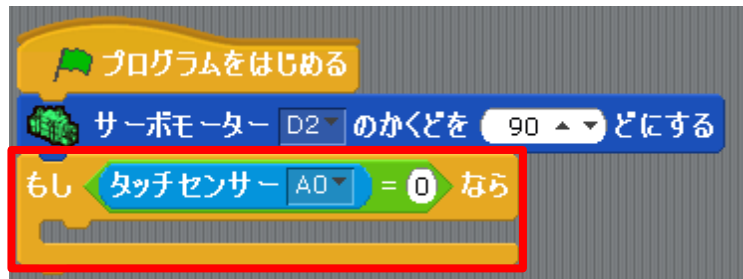 プログラムをはじめる
サーボモーター D2 のかくどを 90 どにする
もし タッチセンサー A0 = 0 なら